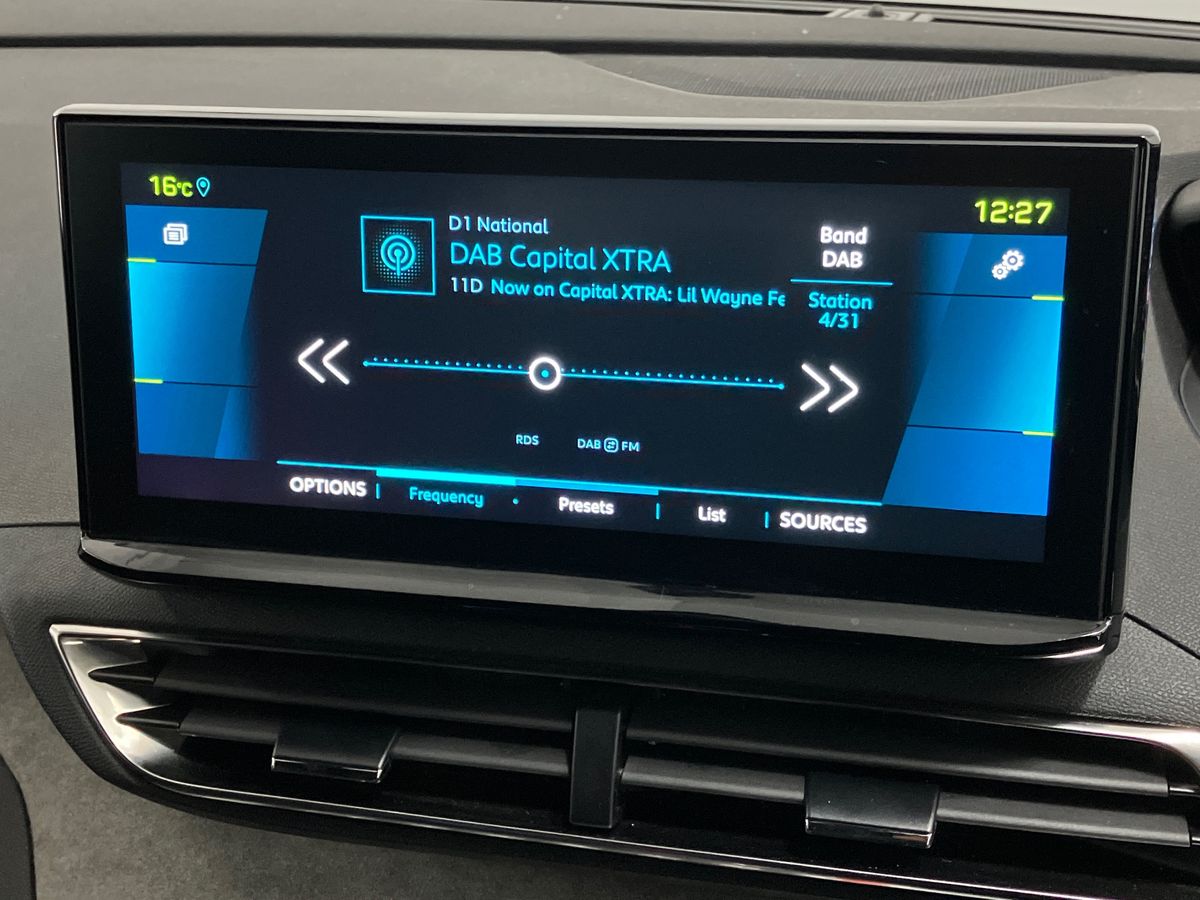 16°C
12:27
D1 National
DAB Capital XTRA
11D Now on Capital XTRA: Lil Wayne Fe
Band
DAB
Station
4/31
RDS
DAB FM
OPTIONS
Frequency
Presets
List
SOURCES